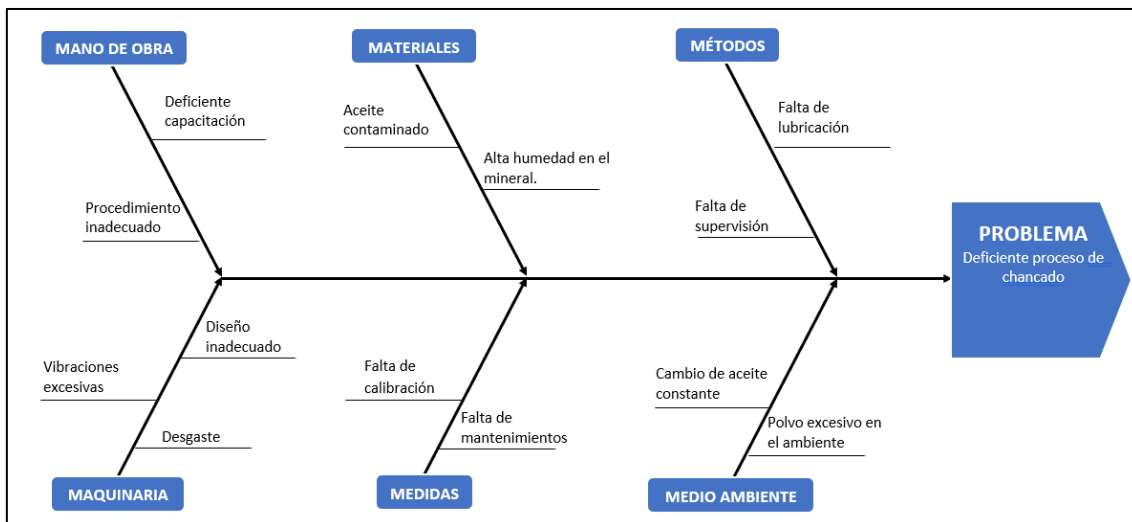 MANO DE OBRA
MATERIALES
MÉTODOS
Deficiente
capacitación
Procedimiento
inadecuado
Aceite
contaminado
Alta humedad en el
mineral.
Falta de
lubricación
Falta de
supervisión
PROBLEMA
Deficiente proceso de
chancado
Diseño
inadecuado
Vibraciones
excesivas
Desgaste
Falta de
calibración
Falta de
mantenimientos
Cambio de aceite
constante
Polvo excesivo en
el ambiente
MAQUINARIA
MEDIDAS
MEDIO AMBIENTE